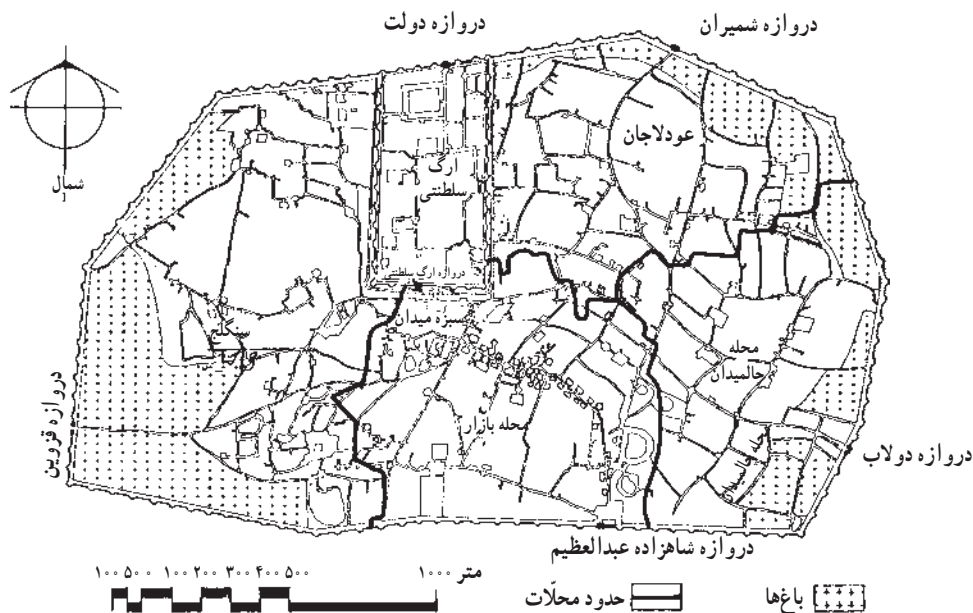 دروازه دولت
دروازه شمیران
شمال
عودلاجان
ارگ
سلطنتی
دروازه ارگ سلطنتی
سبزه میدان
سنگلج
محله
چالمیدان
محله بازار
محله چالمیدان
دروازه قزوین
دروازه دولاب
دروازه شاهزاده عبدالعظیم
۱۰۰ ۵۰ ۰ ۱۰۰ ۲۰۰ ۳۰۰ ۴۰۰ ۵۰۰ ۱۰۰۰ متر
حدود محلّات
باغ‌ها